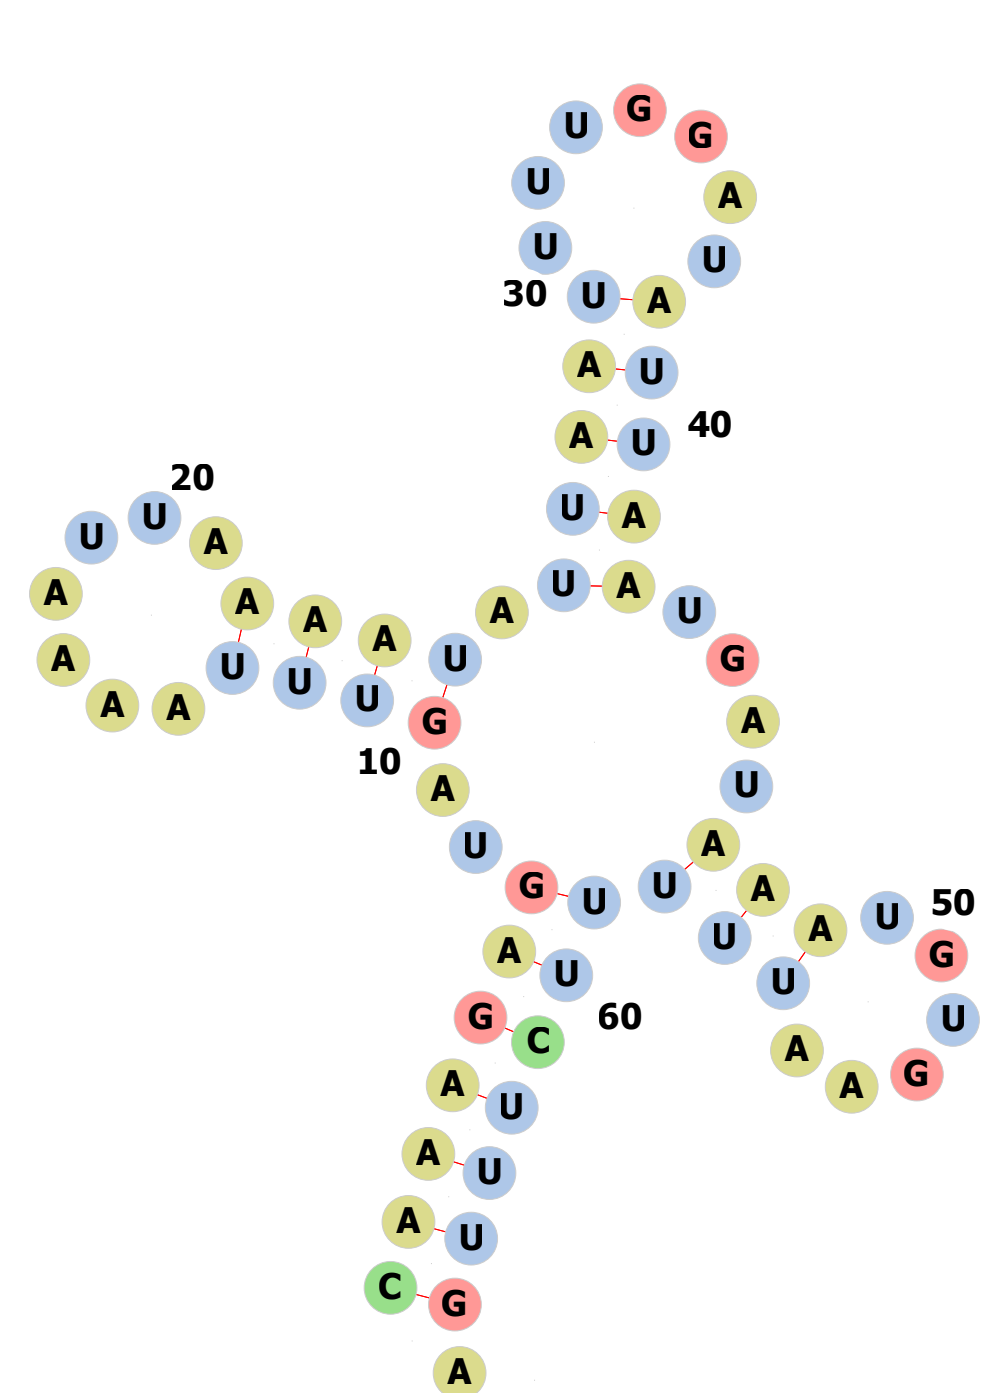 G
U G
U A
U U
30 U A
A U
A U 40
U A
20
U U A
A A A A U A U A U
A U U U G G
A A
10 A
A
U
U
U A
G U U A A U 50
A U U U G
G C 60 A U
A U A G
A U
A U
C G
A